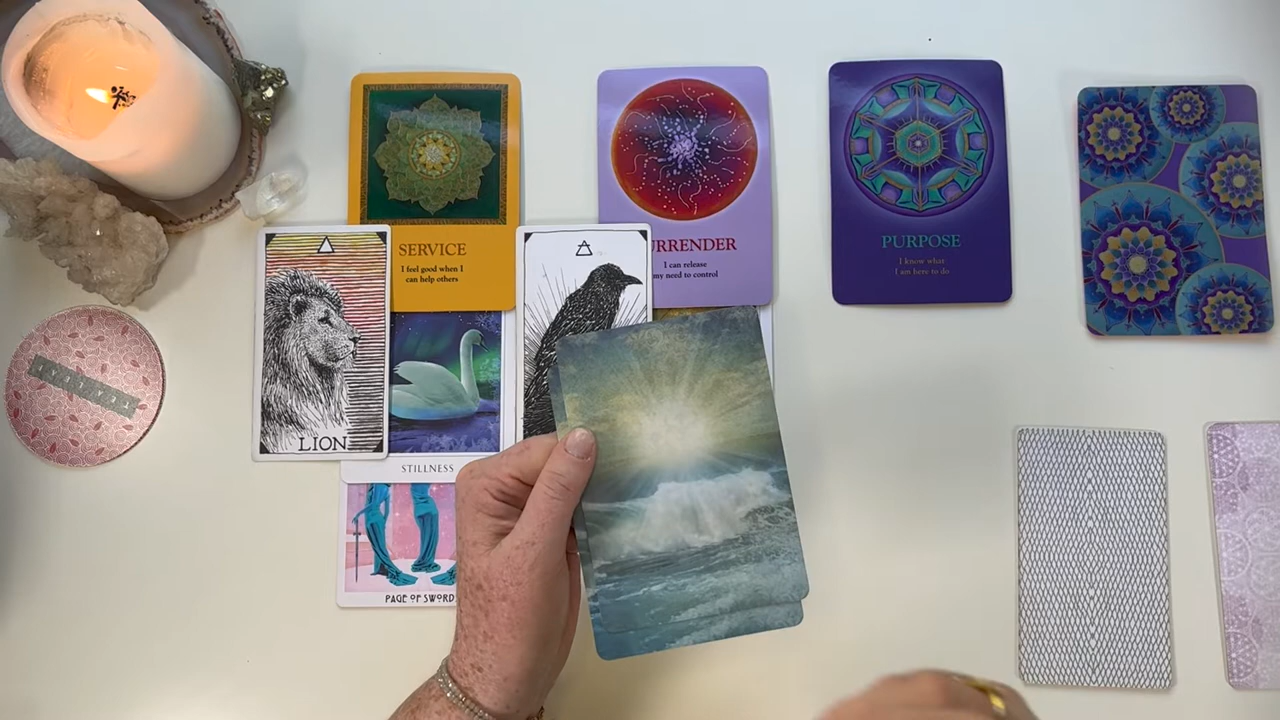 SERVICE
I feel good when I
can help others
URRENDER
I can release
my need to control
PURPOSE
I know what
I am here to do
LION
STILLNESS
PAGE OF SWORD